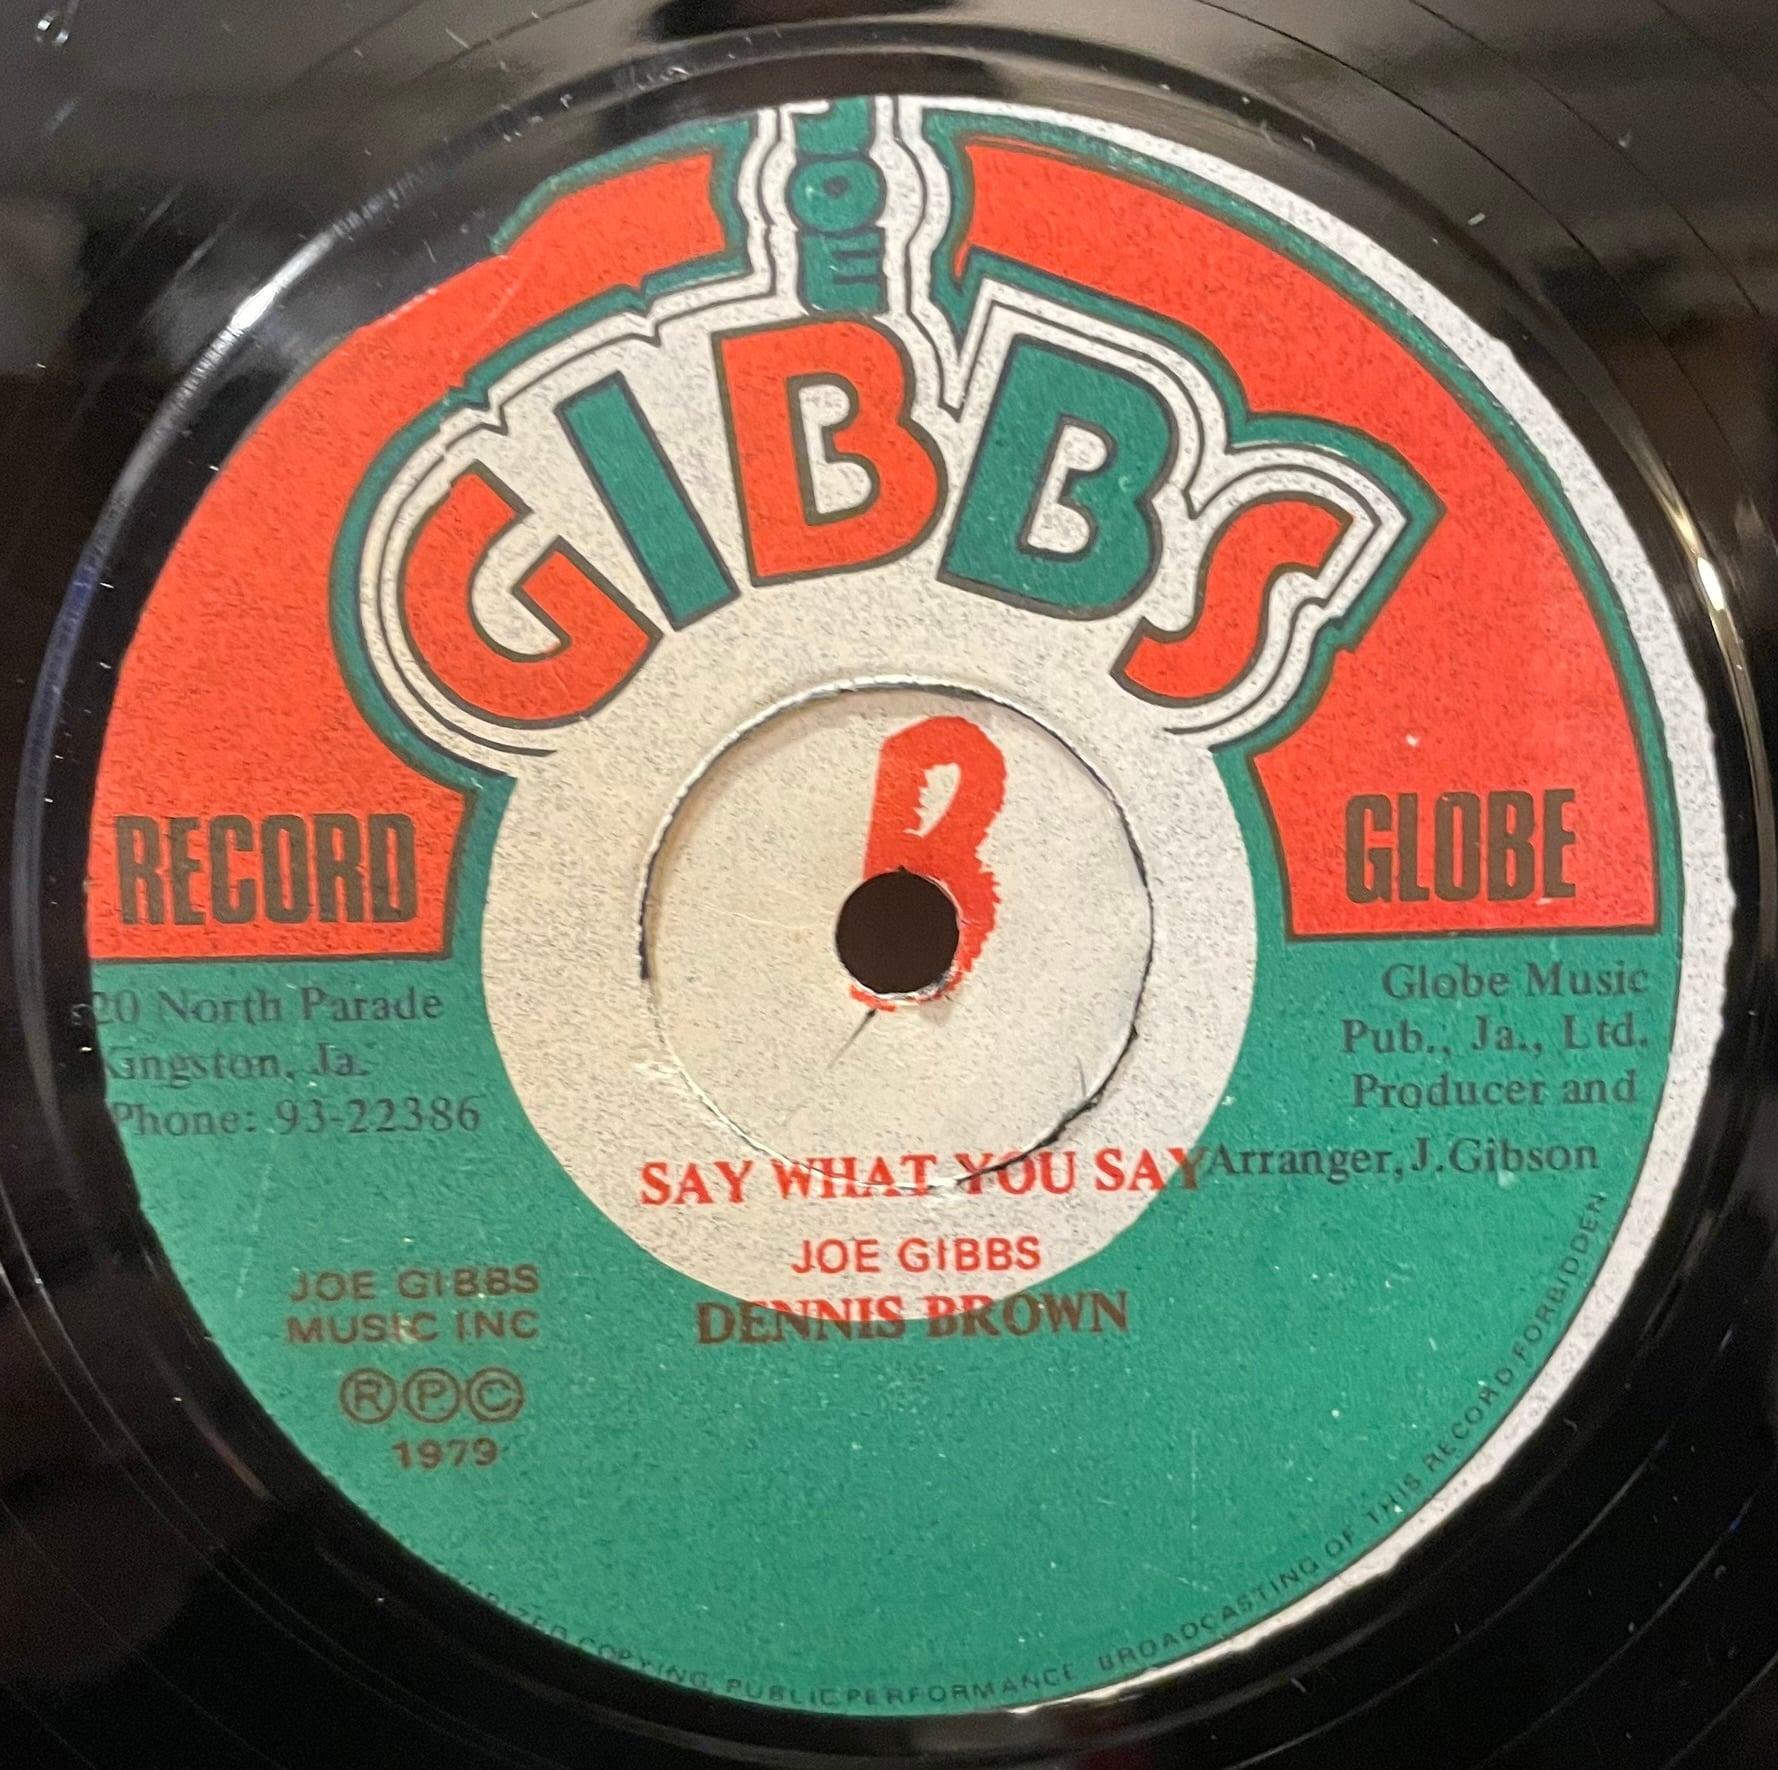 JOE
GIBBS
B
RECORD
GLOBE
20 North Parade
Kingston, Ja.
Phone: 93-22386
Globe Music
Pub., Ja., Ltd.
Producer and
Arranger, J. Gibson
SAY WHAT YOU SAY
JOE GIBBS
DENNIS BROWN
JOE GIBBS
MUSIC INC
Ⓡ Ⓟ Ⓒ
1979
COPYING, PUBLIC PERFORMANCE BROADCASTING OF THIS RECORD FORBIDDEN